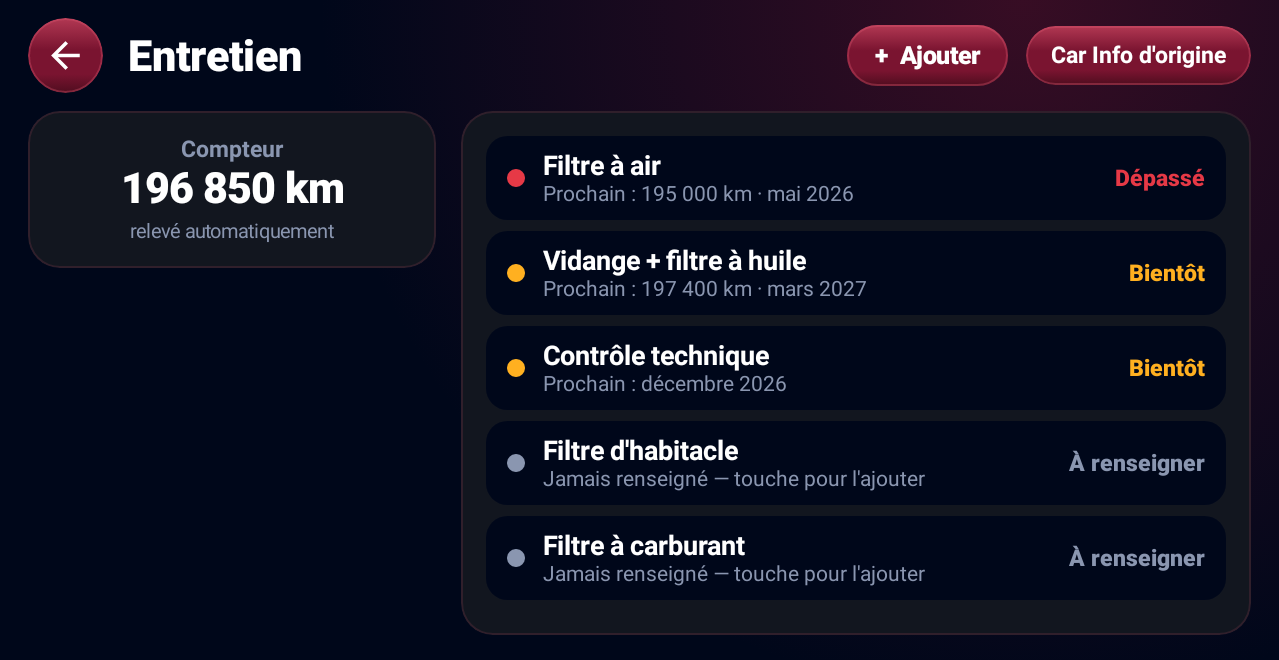 Entretien
+ Ajouter
Car Info d'origine
Compteur
196 850 km
relevé automatiquement
Filtre à air
Prochain : 195 000 km · mai 2026
Dépassé
Vidange + filtre à huile
Prochain : 197 400 km · mars 2027
Bientôt
Contrôle technique
Prochain : décembre 2026
Bientôt
Filtre d'habitacle
Jamais renseigné — touche pour l'ajouter
À renseigner
Filtre à carburant
Jamais renseigné — touche pour l'ajouter
À renseigner